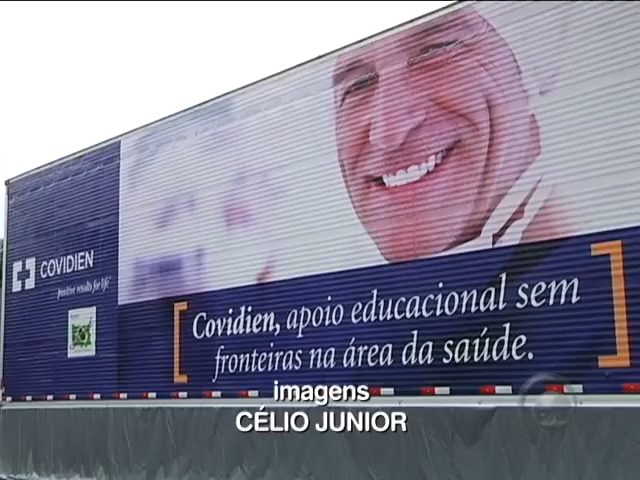 COVIDIEN
positive results for life
Covidien, apoio educacional sem
fronteiras na área da saúde.
imagens
CÉLIO JUNIOR